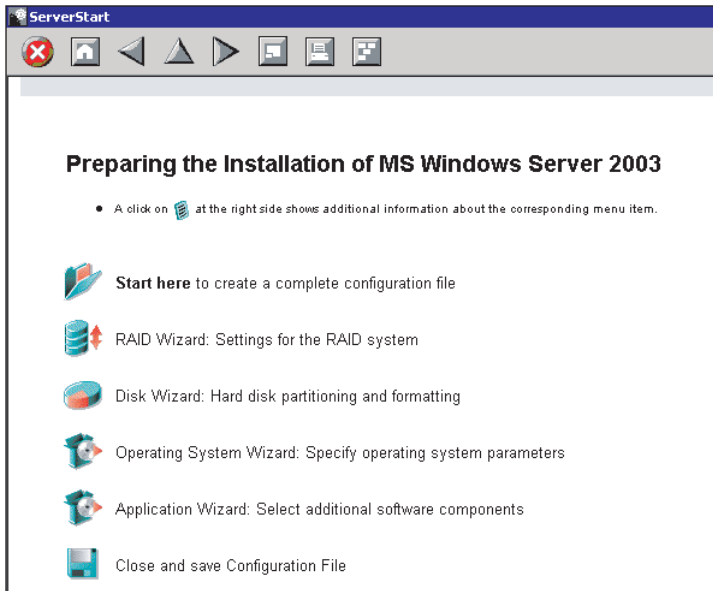 ServerStart
Preparing the Installation of MS Windows Server 2003
A click on at the right side shows additional information about the corresponding menu item.
Start here to create a complete configuration file
RAID Wizard: Settings for the RAID system
Disk Wizard: Hard disk partitioning and formatting
Operating System Wizard: Specify operating system parameters
Application Wizard: Select additional software components
Close and save Configuration File